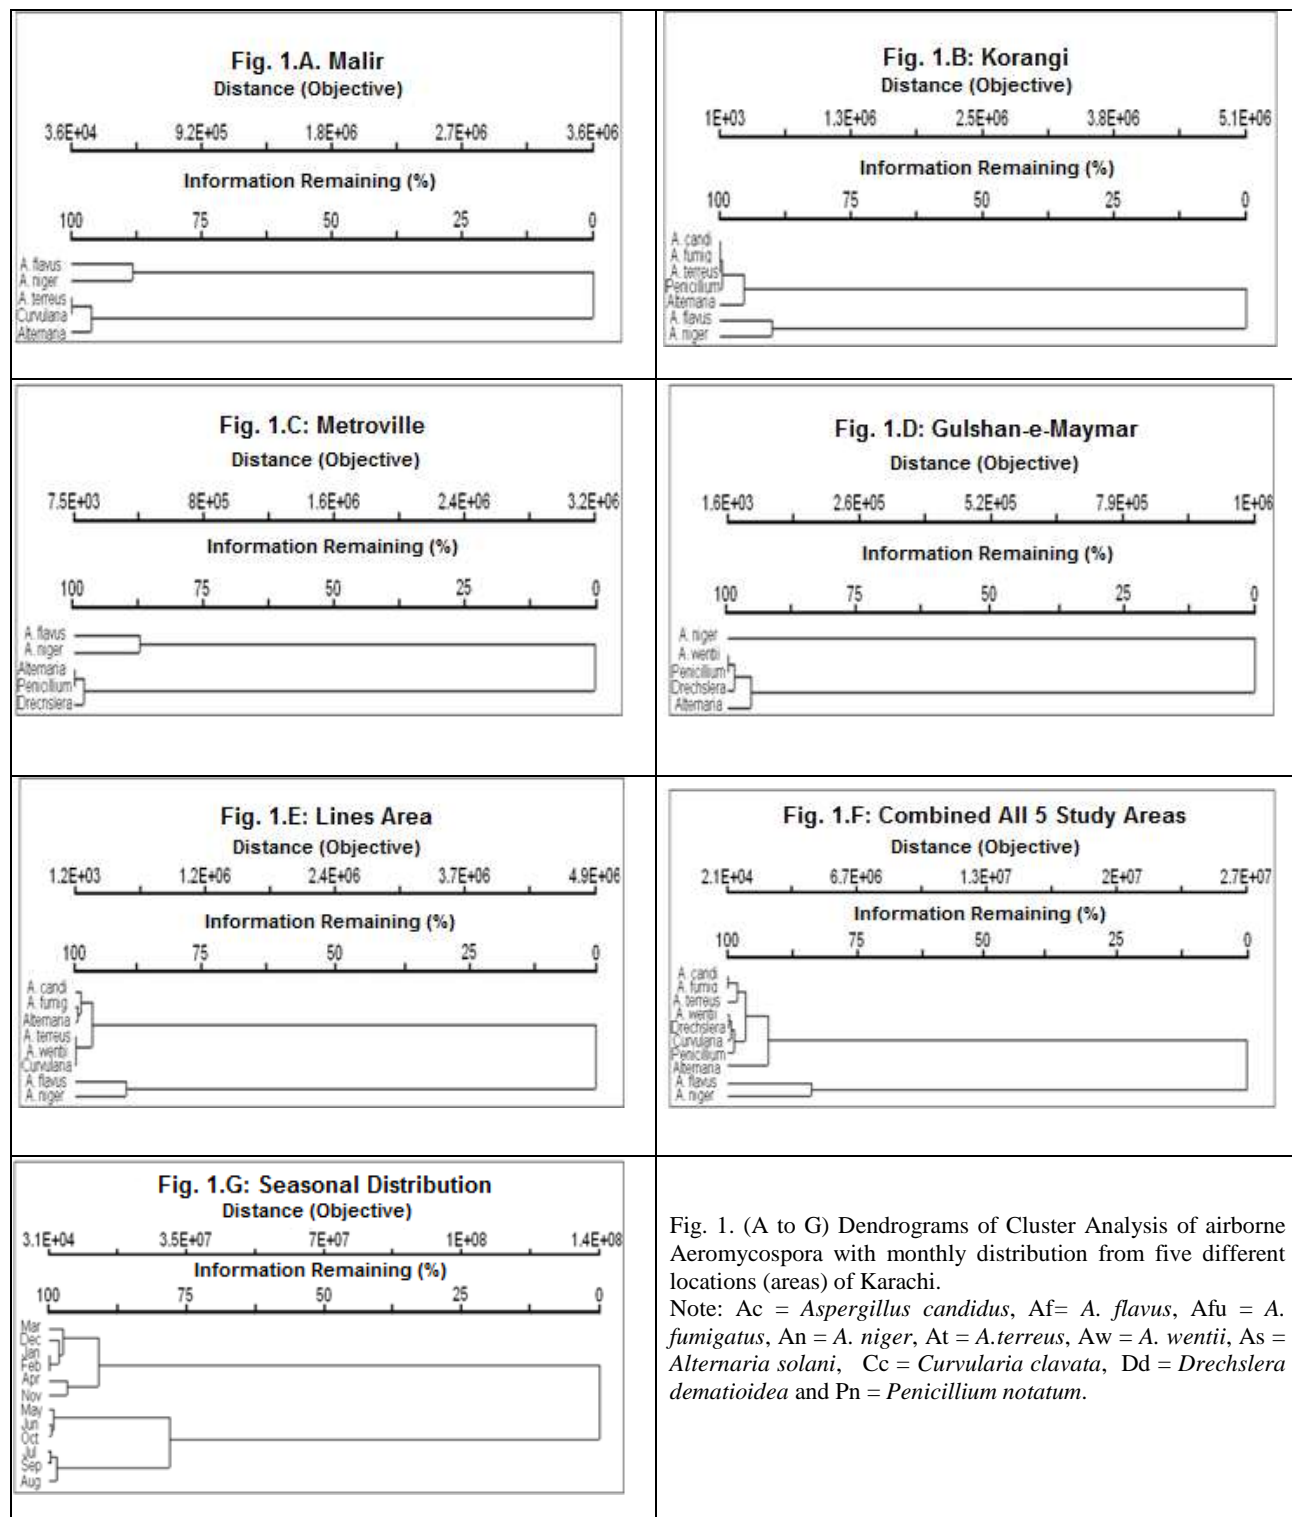 Fig. 1.A. Malir
Distance (Objective)
3.6E+04 9.2E+05 1.8E+06 2.7E+06 3.6E+06
Information Remaining (%)
100 75 50 25 0
A. flavus
A. niger
A. terreus
Curvularia
Alternaria
Fig. 1.B: Korangi
Distance (Objective)
1E+03 1.3E+06 2.5E+06 3.8E+06 5.1E+06
Information Remaining (%)
100 75 50 25 0
A. candi
A. fumig
A. terreus
Penicillium
Alternaria
A. flavus
A. niger
Fig. 1.C: Metroville
Distance (Objective)
7.5E+03 8E+05 1.6E+06 2.4E+06 3.2E+06
Information Remaining (%)
100 75 50 25 0
A. flavus
A. niger
Alternaria
Penicillium
Drechslera
Fig. 1.D: Gulshan-e-Maymar
Distance (Objective)
1.6E+03 2.6E+05 5.2E+05 7.9E+05 1E+06
Information Remaining (%)
100 75 50 25 0
A. niger
A. wentii
Penicillium
Drechslera
Alternaria
Fig. 1.E: Lines Area
Distance (Objective)
1.2E+03 1.2E+06 2.4E+06 3.7E+06 4.9E+06
Information Remaining (%)
100 75 50 25 0
A. candi
A. fumig
Alternaria
A. terreus
A. wentii
Curvularia
A. flavus
A. niger
Fig. 1.F: Combined All 5 Study Areas
Distance (Objective)
2.1E+04 6.7E+06 1.3E+07 2E+07 2.7E+07
Information Remaining (%)
100 75 50 25 0
A. candi
A. fumig
A. terreus
A. wentii
Drechslera
Curvularia
Penicillium
Alternaria
A. flavus
A. niger
Fig. 1.G: Seasonal Distribution
Distance (Objective)
3.1E+04 3.5E+07 7E+07 1E+08 1.4E+08
Information Remaining (%)
100 75 50 25 0
Mar
Dec
Jan
Feb
Apr
Nov
May
Jun
Oct
Jul
Sep
Aug
Fig. 1. (A to G) Dendrograms of Cluster Analysis of airborne
Aeromycospora with monthly distribution from five different
locations (areas) of Karachi.
Note: Ac = Aspergillus candidus, Af= A. flavus, Afu = A.
fumigatus, An = A. niger, At = A.terreus, Aw = A. wentii, As =
Alternaria solani, Cc = Curvularia clavata, Dd = Drechslera
dematioidea and Pn = Penicillium notatum.